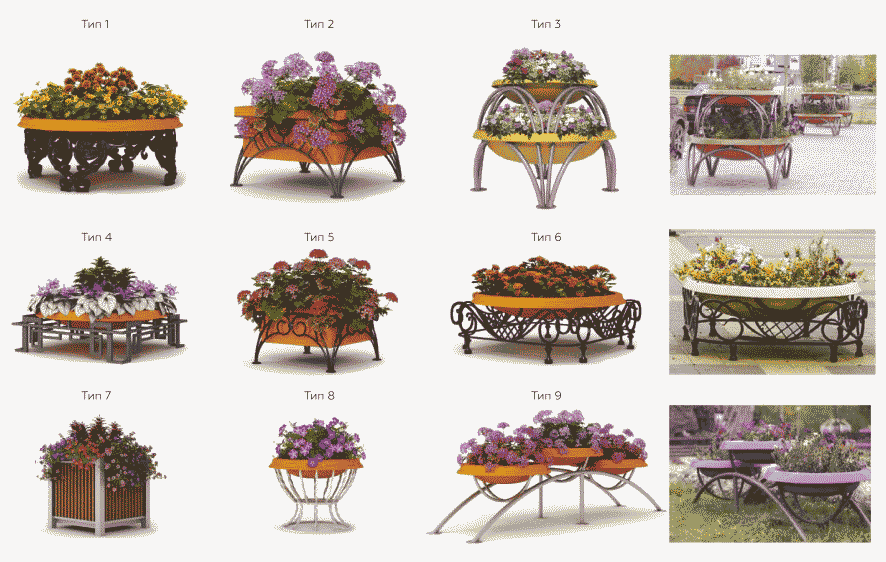 Тип 1
Тип 2
Тип 3
Тип 4
Тип 5
Тип 6
Тип 7
Тип 8
Тип 9